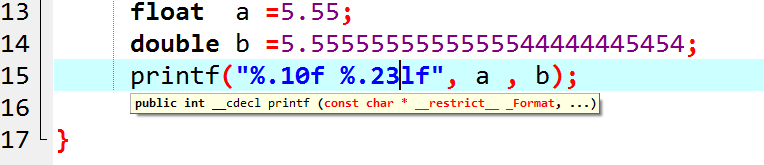 13 float a =5.55;
14 double b =5.5555555555555544444445454;
15 printf("%.10f %.23lf", a , b);
public int __cdecl printf (const char * __restrict__ _Format, ...)
16
17 }